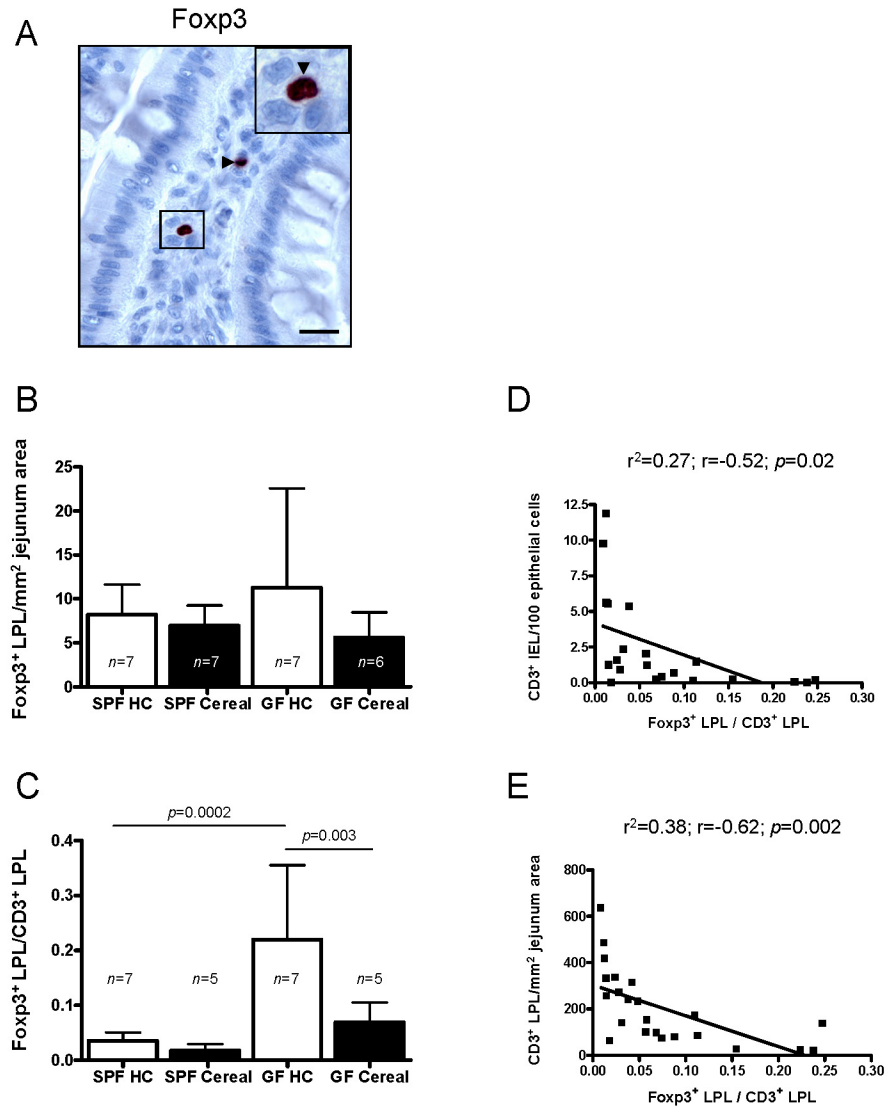 A
Foxp3
B
Foxp3⁺ LPL/mm² jejunum area
25
20
15
10
5
0
n=7
n=7
n=7
n=6
SPF HC SPF Cereal GF HC GF Cereal
C
Foxp3⁺ LPL/CD3⁺ LPL
p=0.0002
p=0.003
0.4
0.3
0.2
0.1
0.0
n=7
n=5
n=7
n=5
SPF HC SPF Cereal GF HC GF Cereal
D
r²=0.27; r=-0.52; p=0.02
CD3⁺ IEL/100 epithelial cells
12.5
10.0
7.5
5.0
2.5
0.0
0.00 0.05 0.10 0.15 0.20 0.25 0.30
Foxp3⁺ LPL / CD3⁺ LPL
E
r²=0.38; r=-0.62; p=0.002
CD3⁺ LPL/mm² jejunum area
800
600
400
200
0
0.00 0.05 0.10 0.15 0.20 0.25 0.30
Foxp3⁺ LPL / CD3⁺ LPL